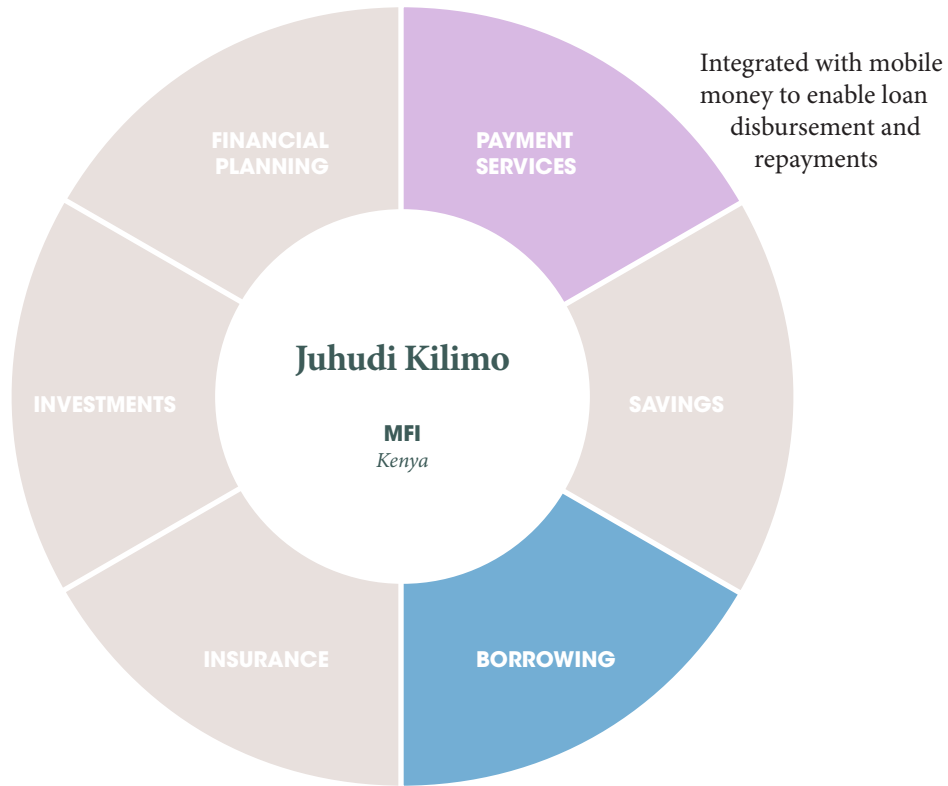 Integrated with mobile
money to enable loan
disbursement and
repayments
FINANCIAL
PLANNING
PAYMENT
SERVICES
Juhudi Kilimo
INVESTMENTS
SAVINGS
MFI
Kenya
INSURANCE
BORROWING